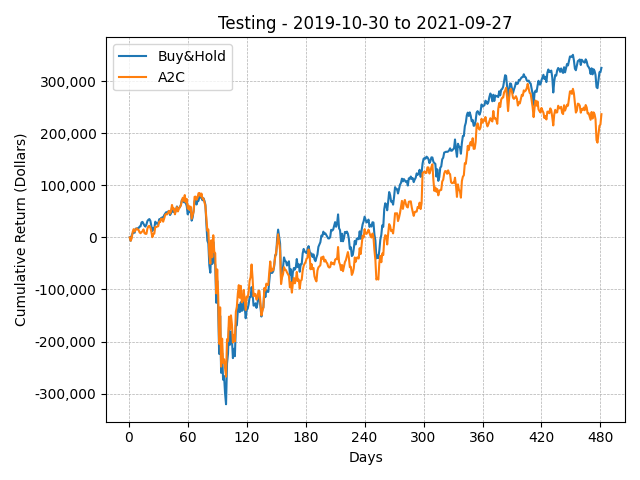 Testing - 2019-10-30 to 2021-09-27
Buy&Hold
A2C
300,000
200,000
100,000
0
-100,000
-200,000
-300,000
Cumulative Return (Dollars)
0 60 120 180 240 300 360 420 480
Days